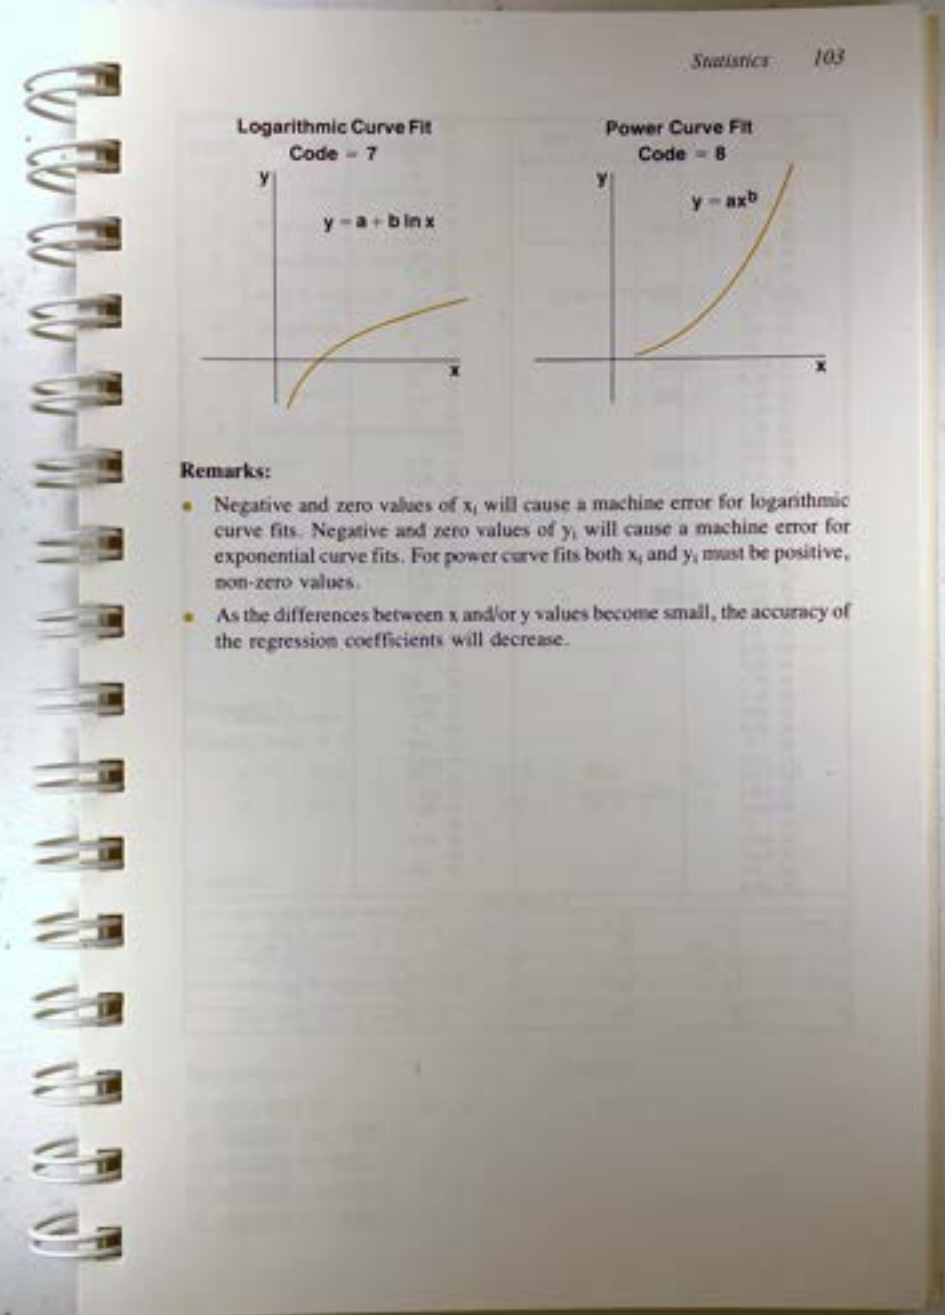 Statistics 103
Logarithmic Curve Fit
Code = 7
y
y = a + b ln x
x
Power Curve Fit
Code = 8
y
y = axᵇ
x
Remarks:
• Negative and zero values of xᵢ will cause a machine error for logarithmic
curve fits. Negative and zero values of yᵢ will cause a machine error for
exponential curve fits. For power curve fits both xᵢ and yᵢ must be positive,
non-zero values.
• As the differences between x and/or y values become small, the accuracy of
the regression coefficients will decrease.